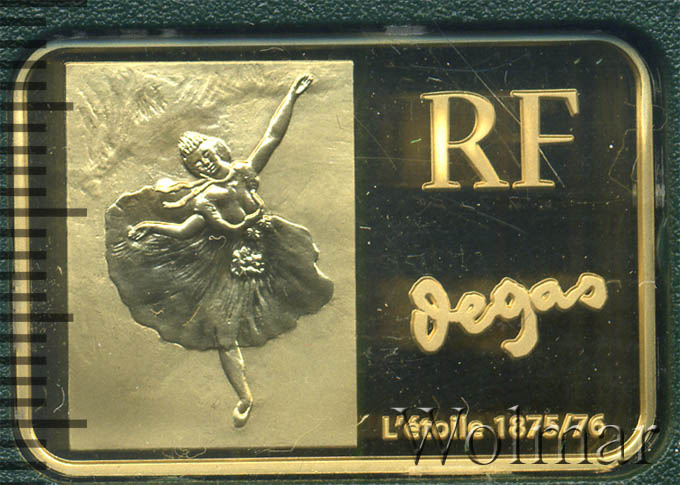 RF
degas
L'étoile 1875/76
Wolmar